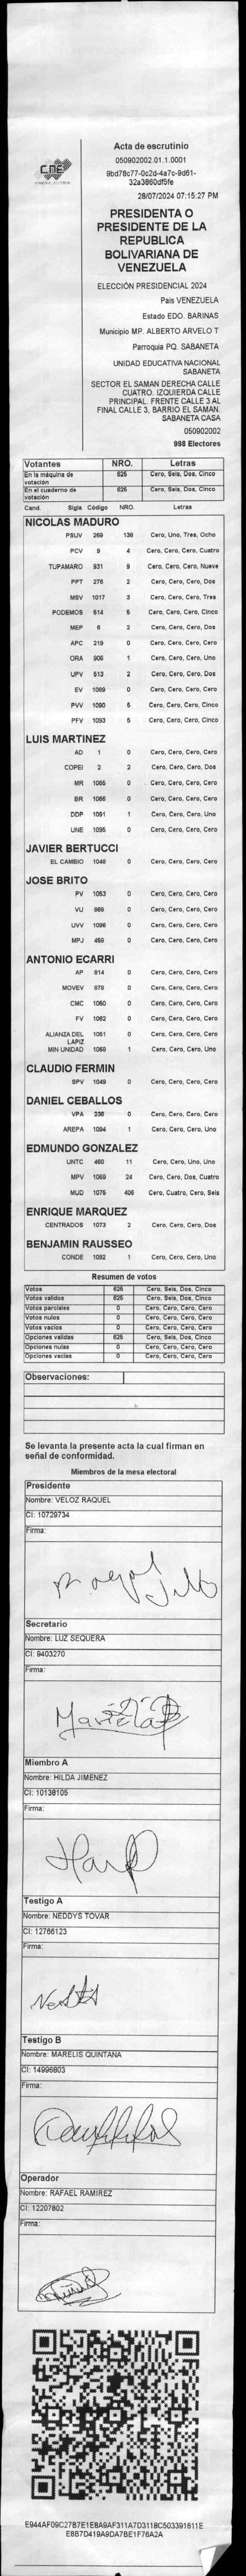 CNE
Acta de escrutinio
050902002.01.1.0001
9bd78c77-0c2d-4a7c-9d61-
32a3860df5fe
28/07/2024 07:15:27 PM
PRESIDENTA O
PRESIDENTE DE LA
REPUBLICA
BOLIVARIANA DE
VENEZUELA
ELECCIÓN PRESIDENCIAL 2024
País VENEZUELA
Estado EDO. BARINAS
Municipio MP. ALBERTO ARVELO T
Parroquia PQ. SABANETA
UNIDAD EDUCATIVA NACIONAL
SABANETA
SECTOR EL SAMAN DERECHA CALLE
CUATRO. IZQUIERDA CALLE
PRINCIPAL. FRENTE CALLE 3 AL
FINAL CALLE 3. BARRIO EL SAMAN.
SABANETA CASA
050902002
998 Electores
Votantes NRO. Letras
En la máquina de votación 625 Cero, Seis, Dos, Cinco
En el cuaderno de votación 625 Cero, Seis, Dos, Cinco
Cand. Sigla Código NRO. Letras
NICOLAS MADURO
PSUV 269 138 Cero, Uno, Tres, Ocho
PCV 9 4 Cero, Cero, Cero, Cuatro
TUPAMARO 931 9 Cero, Cero, Cero, Nueve
PPT 276 2 Cero, Cero, Cero, Dos
MSV 1017 3 Cero, Cero, Cero, Tres
PODEMOS 614 5 Cero, Cero, Cero, Cinco
MEP 6 2 Cero, Cero, Cero, Dos
APC 219 0 Cero, Cero, Cero, Cero
ORA 905 1 Cero, Cero, Cero, Uno
UPV 513 2 Cero, Cero, Cero, Dos
EV 1089 0 Cero, Cero, Cero, Cero
PVV 1090 5 Cero, Cero, Cero, Cinco
PFV 1093 5 Cero, Cero, Cero, Cinco
LUIS MARTINEZ
AD 1 0 Cero, Cero, Cero, Cero
COPEI 2 2 Cero, Cero, Cero, Dos
MR 1065 0 Cero, Cero, Cero, Cero
BR 1066 0 Cero, Cero, Cero, Cero
DDP 1091 1 Cero, Cero, Cero, Uno
UNE 1095 0 Cero, Cero, Cero, Cero
JAVIER BERTUCCI
EL CAMBIO 1048 0 Cero, Cero, Cero, Cero
JOSE BRITO
PV 1053 0 Cero, Cero, Cero, Cero
VU 868 0 Cero, Cero, Cero, Cero
UVV 1096 0 Cero, Cero, Cero, Cero
MPJ 459 0 Cero, Cero, Cero, Cero
ANTONIO ECARRI
AP 914 0 Cero, Cero, Cero, Cero
MOVEV 878 0 Cero, Cero, Cero, Cero
CMC 1050 0 Cero, Cero, Cero, Cero
FV 1062 0 Cero, Cero, Cero, Cero
ALIANZA DEL LAPIZ 1051 0 Cero, Cero, Cero, Cero
MIN UNIDAD 1069 1 Cero, Cero, Cero, Uno
CLAUDIO FERMIN
SPV 1049 0 Cero, Cero, Cero, Cero
DANIEL CEBALLOS
VPA 236 0 Cero, Cero, Cero, Cero
AREPA 1094 1 Cero, Cero, Cero, Uno
EDMUNDO GONZALEZ
UNTC 460 11 Cero, Cero, Uno, Uno
MPV 1069 24 Cero, Cero, Dos, Cuatro
MUD 1075 406 Cero, Cuatro, Cero, Seis
ENRIQUE MARQUEZ
CENTRADOS 1073 2 Cero, Cero, Cero, Dos
BENJAMIN RAUSSEO
CONDE 1092 1 Cero, Cero, Cero, Uno
Resumen de votos
Votos 625 Cero, Seis, Dos, Cinco
Votos validos 625 Cero, Seis, Dos, Cinco
Votos parciales 0 Cero, Cero, Cero, Cero
Votos nulos 0 Cero, Cero, Cero, Cero
Votos vacíos 0 Cero, Cero, Cero, Cero
Opciones validas 625 Cero, Seis, Dos, Cinco
Opciones nulas 0 Cero, Cero, Cero, Cero
Opciones vacías 0 Cero, Cero, Cero, Cero
Observaciones:
Se levanta la presente acta la cual firman en
señal de conformidad.
Miembros de la mesa electoral
Presidente
Nombre: VELOZ RAQUEL
CI: 10729734
Firma:
Secretario
Nombre: LUZ SEQUERA
CI: 9403270
Firma:
Miembro A
Nombre: HILDA JIMENEZ
CI: 10138105
Firma:
Testigo A
Nombre: NEDDYS TOVAR
CI: 12766123
Firma:
Testigo B
Nombre: MARELIS QUINTANA
CI: 14996803
Firma:
Operador
Nombre: RAFAEL RAMIREZ
CI: 12207802
Firma:
E944AF09C27B7E1E8A9AF311A7D3118C503391611E
E8B7D419A9DA7BE1F76A2A